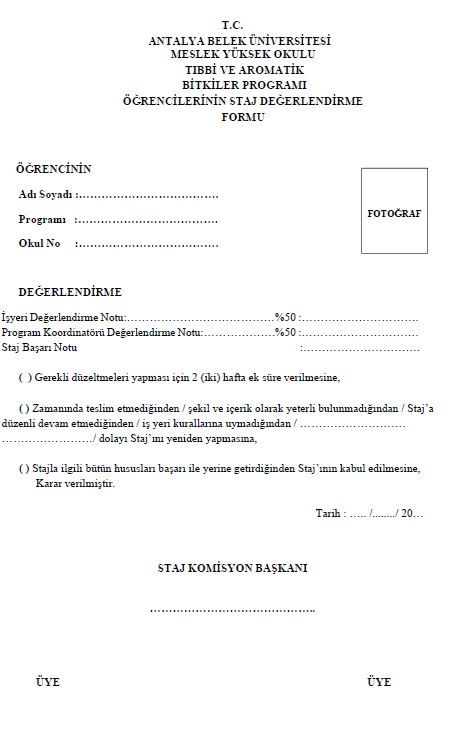 T.C.
ANTALYA BELEK ÜNİVERSİTESİ
MESLEK YÜKSEK OKULU
TIBBİ VE AROMATİK
BİTKİLER PROGRAMI
ÖĞRENCİLERİNİN STAJ DEĞERLENDİRME
FORMU
ÖĞRENCİNİN
Adı Soyadı :……………………………….
Programı :……………………………….
Okul No :……………………………….
FOTOĞRAF
DEĞERLENDİRME
İşyeri Değerlendirme Notu:…………………………………%50 :………………………….
Program Koordinatörü Değerlendirme Notu:……………….%50 :………………………….
Staj Başarı Notu :………………………….
( ) Gerekli düzeltmeleri yapması için 2 (iki) hafta ek süre verilmesine,
( ) Zamanında teslim etmediğinden / şekil ve içerik olarak yeterli bulunmadığından / Staj’a
düzenli devam etmediğinden / iş yeri kurallarına uymadığından / ……………………….
……………………/ dolayı Staj’ını yeniden yapmasına,
( ) Stajla ilgili bütün hususları başarı ile yerine getirdiğinden Staj’ının kabul edilmesine,
Karar verilmiştir.
Tarih : ….. /......../ 20…
STAJ KOMİSYON BAŞKANI
……………………………………..
ÜYE ÜYE